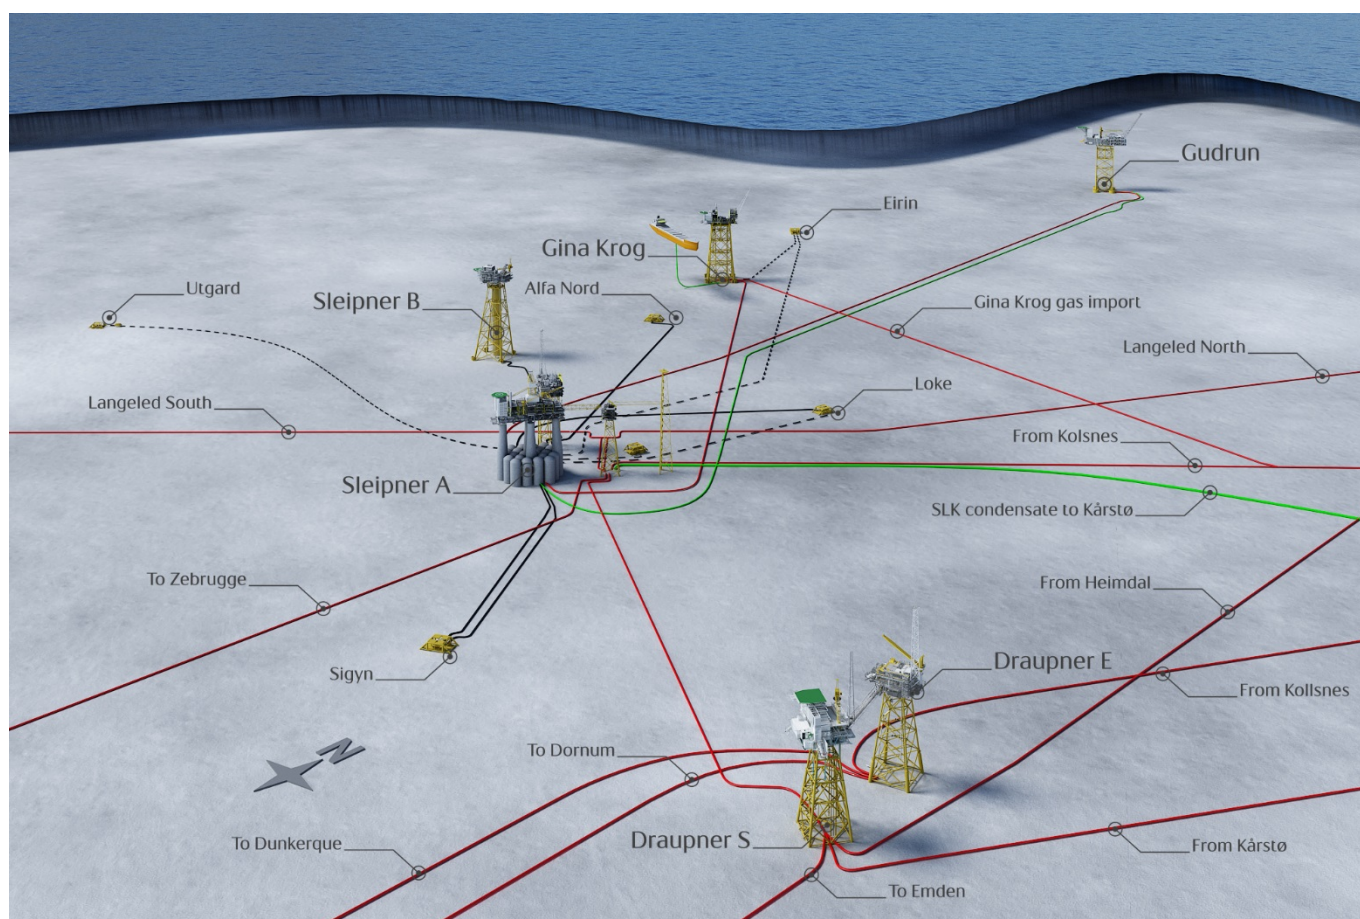 Gudrun
Eirin
Gina Krog
Utgard
Sleipner B
Alfa Nord
Gina Krog gas import
Langeled North
Langeled South
Loke
From Kolsnes
Sleipner A
SLK condensate to Kårstø
To Zebrugge
From Heimdal
Sigyn
Draupner E
From Kollsnes
N
To Dornum
To Dunkerque
Draupner S
From Kårstø
To Emden